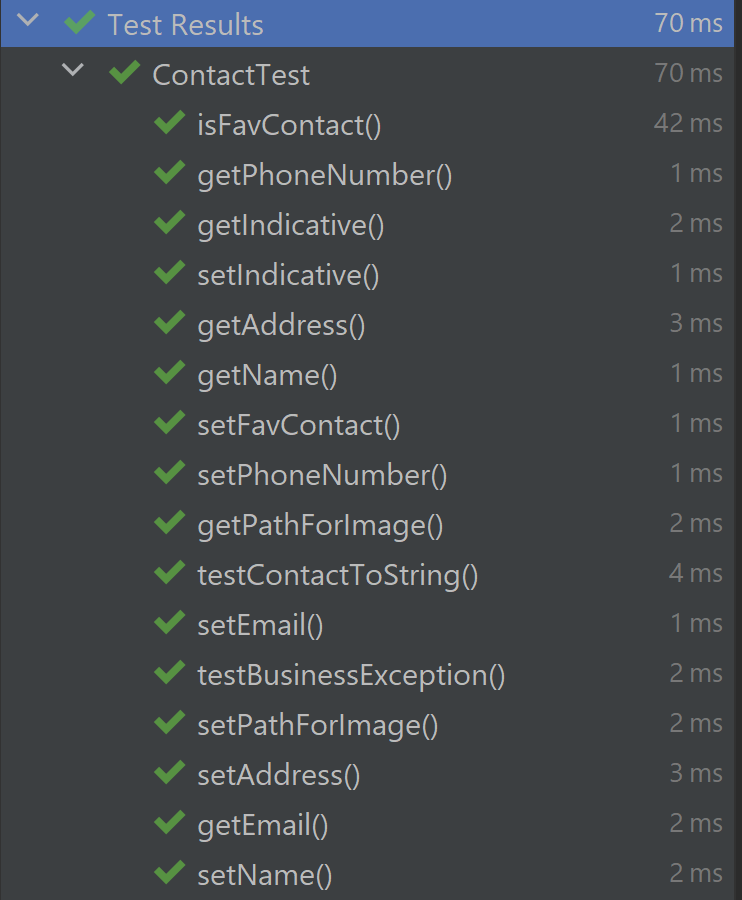 Test Results 70 ms
ContactTest 70 ms
isFavContact() 42 ms
getPhoneNumber() 1 ms
getIndicative() 2 ms
setIndicative() 1 ms
getAddress() 3 ms
getName() 1 ms
setFavContact() 1 ms
setPhoneNumber() 1 ms
getPathForImage() 2 ms
testContactToString() 4 ms
setEmail() 1 ms
testBusinessException() 2 ms
setPathForImage() 2 ms
setAddress() 3 ms
getEmail() 2 ms
setName() 2 ms